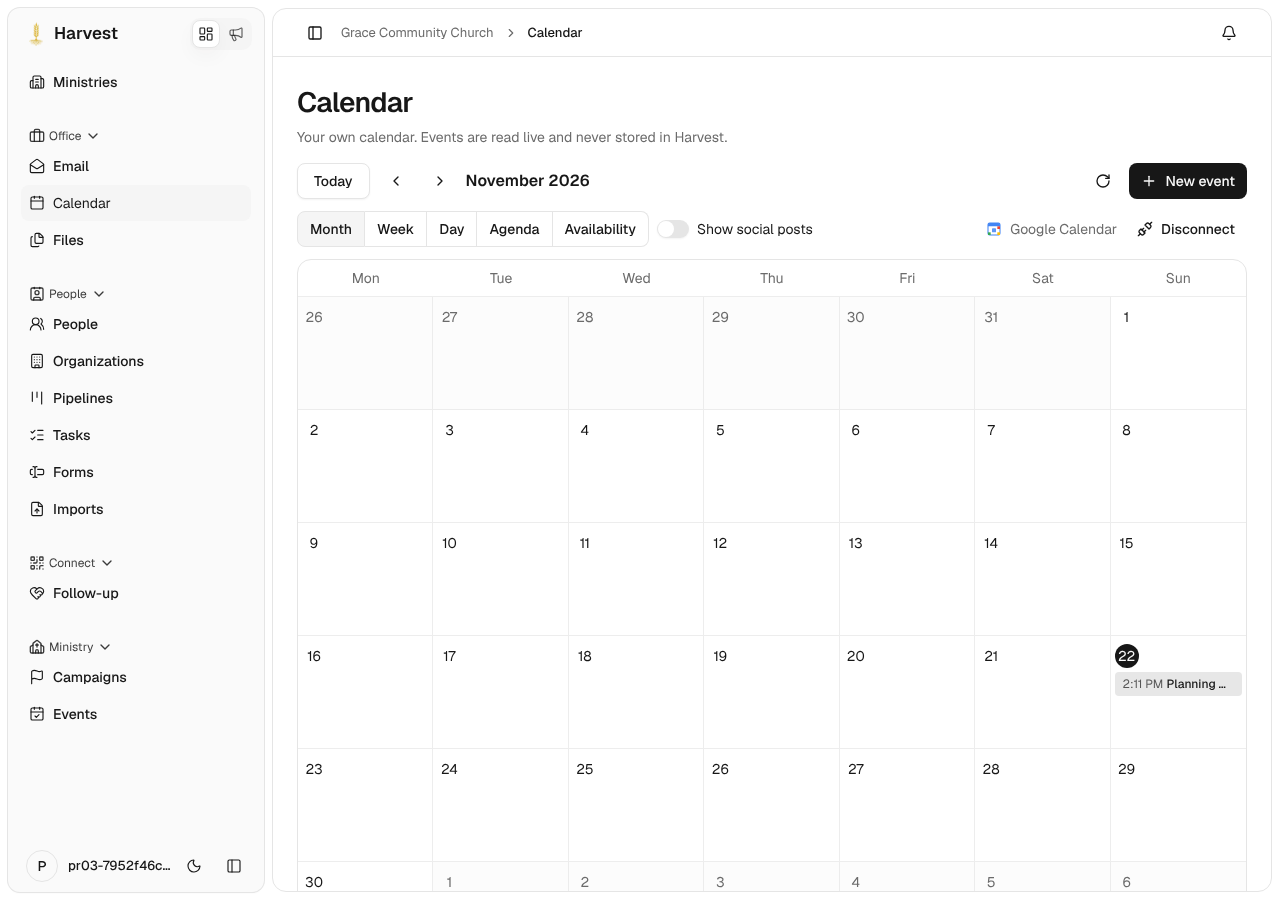 Harvest
Ministries
Office
Email
Calendar
Files
People
People
Organizations
Pipelines
Tasks
Forms
Imports
Connect
Follow-up
Ministry
Campaigns
Events
P pr03-7952f46c...
Grace Community Church > Calendar
Calendar
Your own calendar. Events are read live and never stored in Harvest.
Today < > November 2026 + New event
Month Week Day Agenda Availability Show social posts Google Calendar Disconnect
Mon Tue Wed Thu Fri Sat Sun
26 27 28 29 30 31 1
2 3 4 5 6 7 8
9 10 11 12 13 14 15
16 17 18 19 20 21 22
2:11 PM Planning ...
23 24 25 26 27 28 29
30 1 2 3 4 5 6